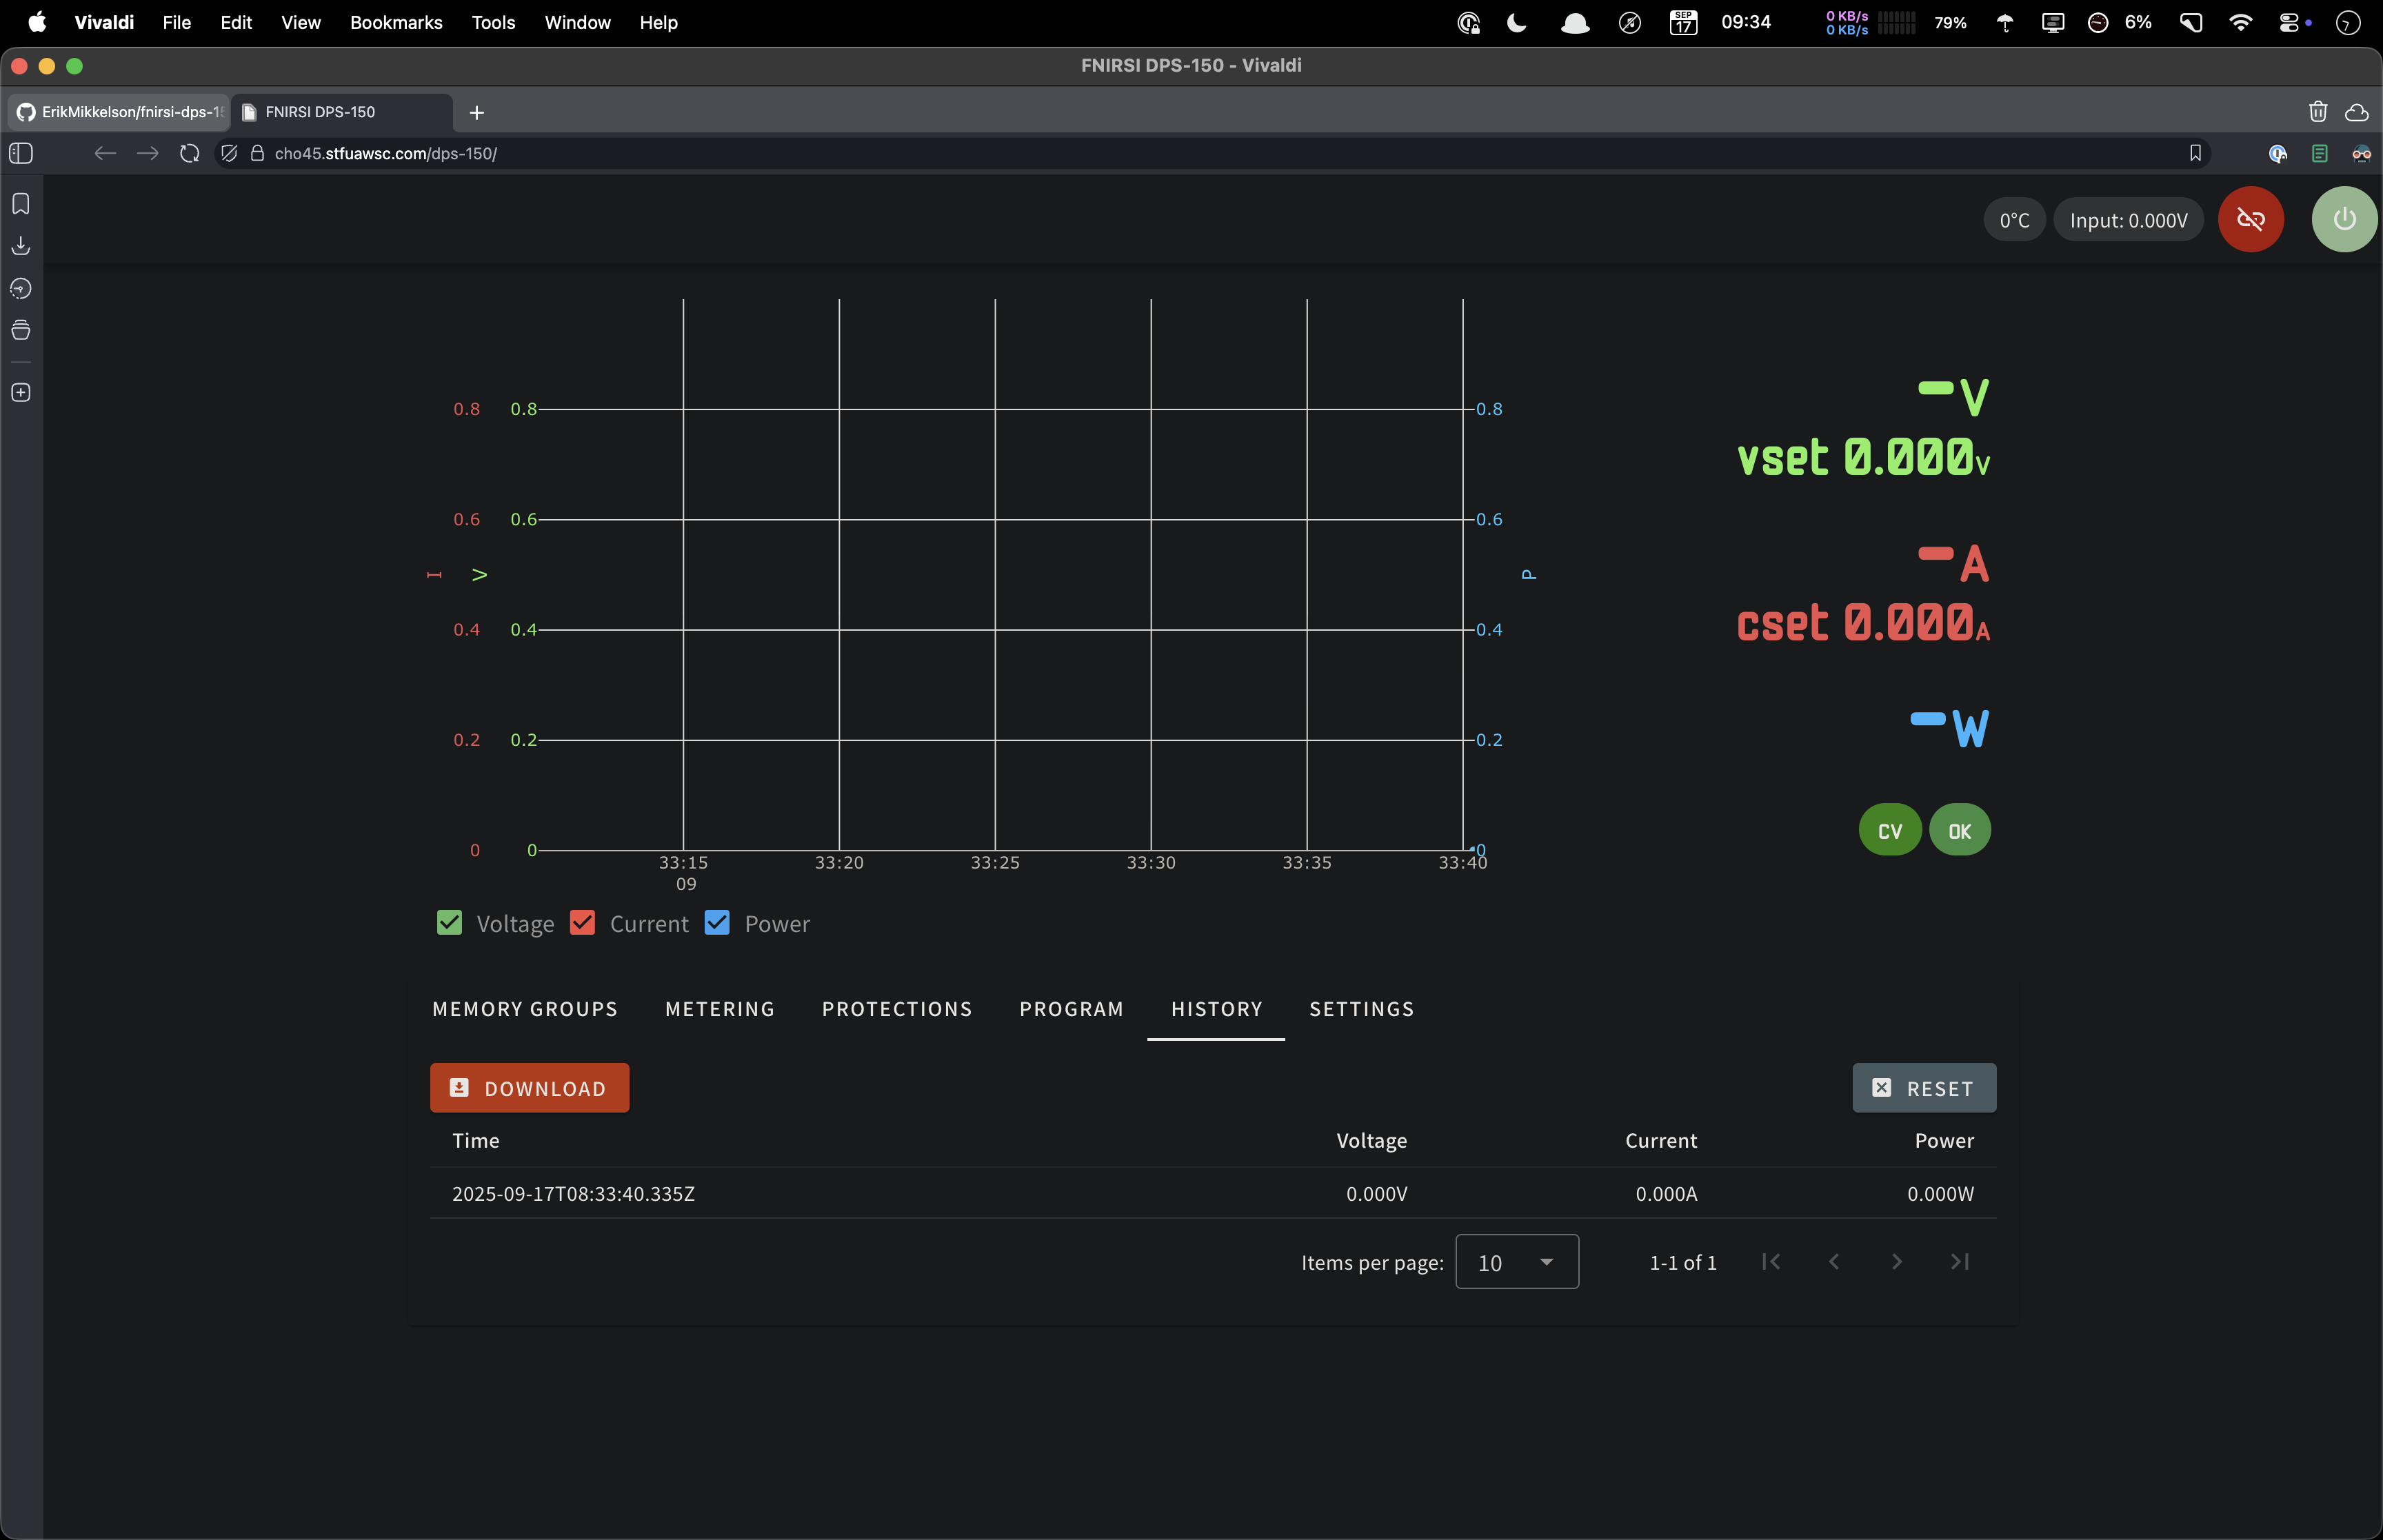 Vivaldi File Edit View Bookmarks Tools Window Help SEP 17 09:34 0 KB/s 0 KB/s 79% 6%
FNIRSI DPS-150 - Vivaldi
ErikMikkelson/fnirsi-dps-15 FNIRSI DPS-150
cho45.stfuawsc.com/dps-150/
0°C Input: 0.000V
V
vset 0.000V
A
cset 0.000A
W
CV OK
0.8 0.8 0.8
0.6 0.6 0.6
I V P
0.4 0.4 0.4
0.2 0.2 0.2
0 0 0
33:15 33:20 33:25 33:30 33:35 33:40
09
Voltage Current Power
MEMORY GROUPS METERING PROTECTIONS PROGRAM HISTORY SETTINGS
DOWNLOAD RESET
Time Voltage Current Power
2025-09-17T08:33:40.335Z 0.000V 0.000A 0.000W
Items per page: 10 1-1 of 1